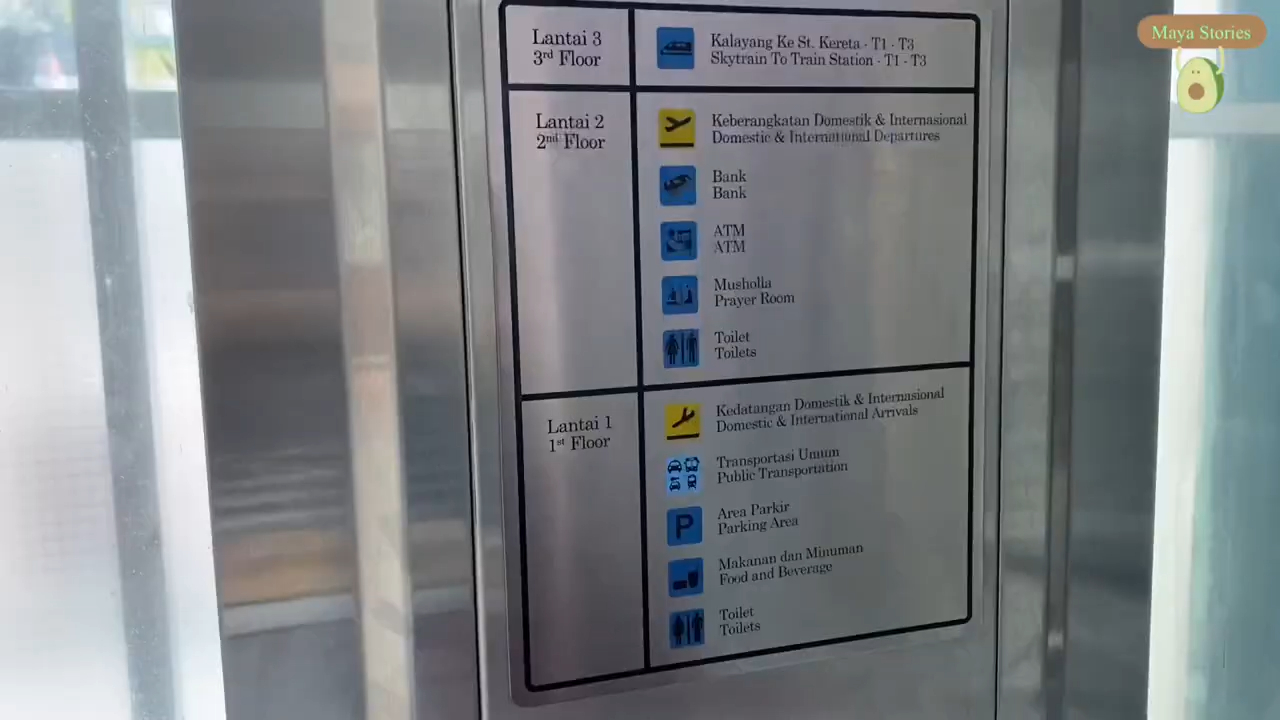 Maya Stories
Lantai 3
3rd Floor
Kalayang Ke St. Kereta - T1 - T3
Skytrain To Train Station - T1 - T3
Lantai 2
2nd Floor
Keberangkatan Domestik & Internasional
Domestic & International Departures
Bank
Bank
ATM
ATM
Musholla
Prayer Room
Toilet
Toilets
Lantai 1
1st Floor
Kedatangan Domestik & Internasional
Domestic & International Arrivals
Transportasi Umum
Public Transportation
P
Area Parkir
Parking Area
Makanan dan Minuman
Food and Beverage
Toilet
Toilets